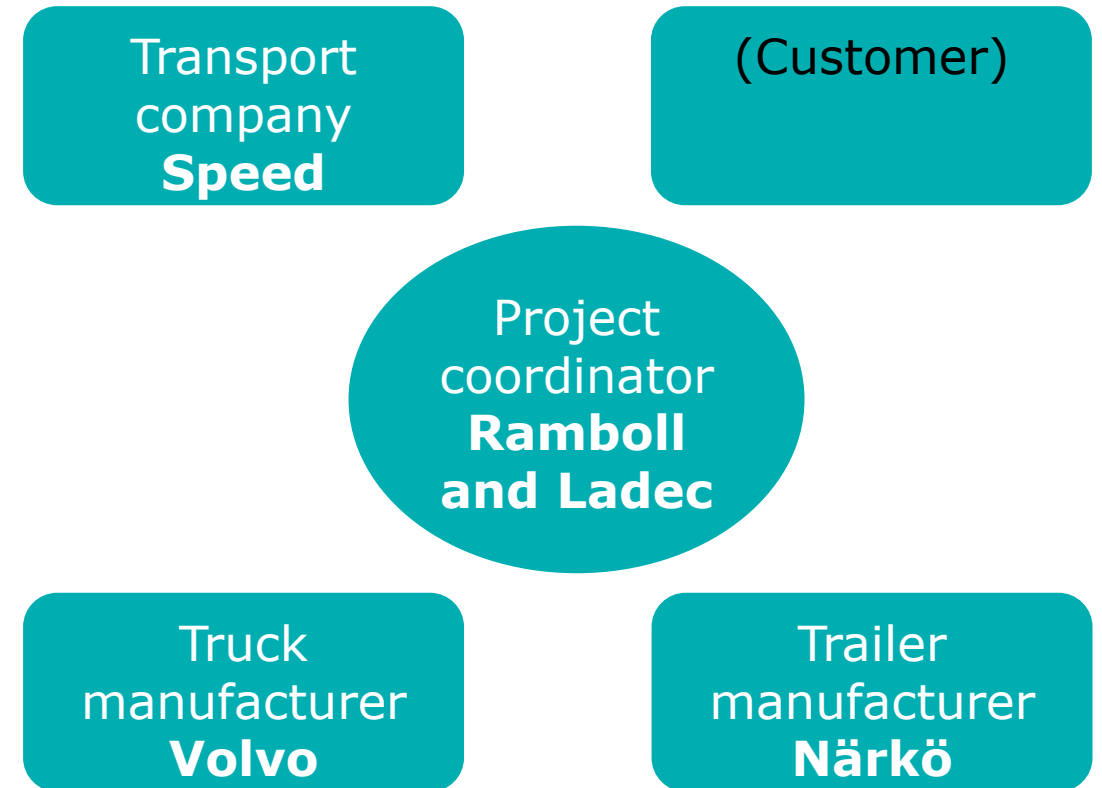 Transport
company
Speed
(Customer)
Project
coordinator
Ramboll
and Ladec
Truck
manufacturer
Volvo
Trailer
manufacturer
Närkö